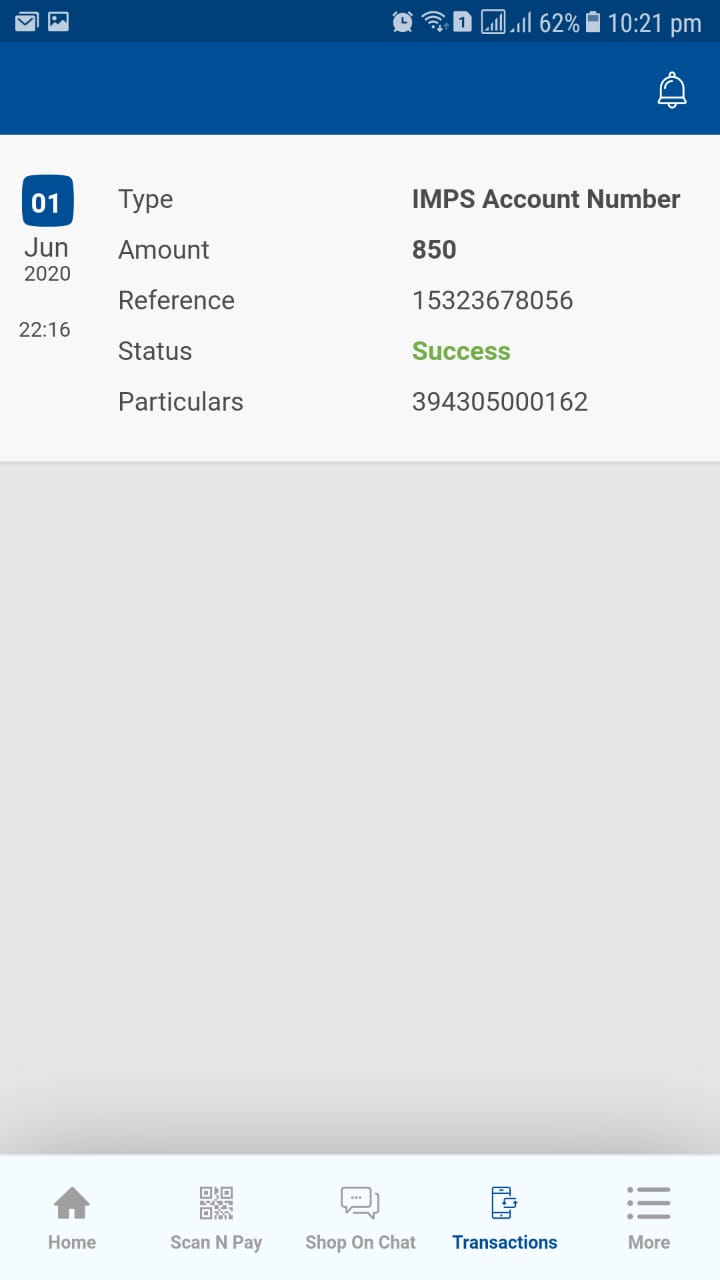 1 62% 10:21 pm
01
Jun
2020
22:16
Type IMPS Account Number
Amount 850
Reference 15323678056
Status Success
Particulars 394305000162
Home Scan N Pay Shop On Chat Transactions More